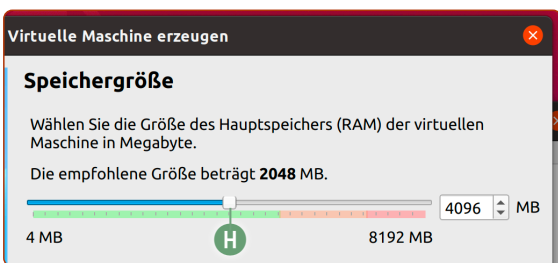 Virtuelle Maschine erzeugen
Speichergröße
Wählen Sie die Größe des Hauptspeichers (RAM) der virtuellen
Maschine in Megabyte.
Die empfohlene Größe beträgt 2048 MB.
4096 MB
4 MB
H
8192 MB